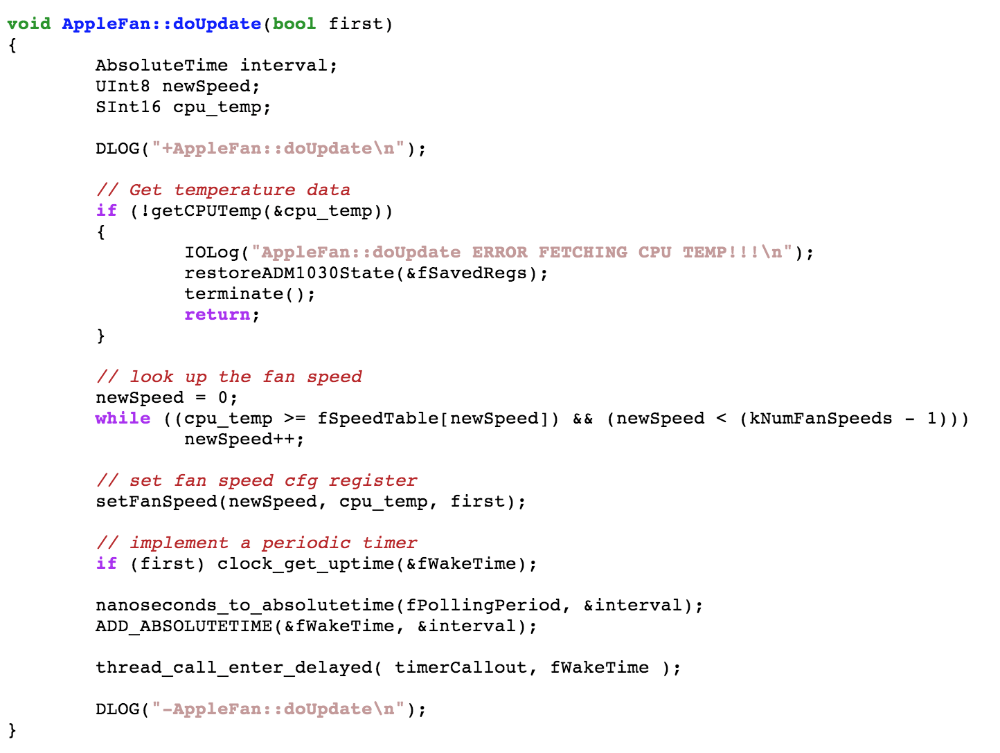 void AppleFan::doUpdate(bool first)
{
        AbsoluteTime interval;
        UInt8 newSpeed;
        SInt16 cpu_temp;

        DLOG("+AppleFan::doUpdate\n");

        // Get temperature data
        if (!getCPUTemp(&cpu_temp))
        {
                IOLog("AppleFan::doUpdate ERROR FETCHING CPU TEMP!!!\n");
                restoreADM1030State(&fSavedRegs);
                terminate();
                return;
        }

        // look up the fan speed
        newSpeed = 0;
        while ((cpu_temp >= fSpeedTable[newSpeed]) && (newSpeed < (kNumFanSpeeds - 1)))
                newSpeed++;

        // set fan speed cfg register
        setFanSpeed(newSpeed, cpu_temp, first);

        // implement a periodic timer
        if (first) clock_get_uptime(&fWakeTime);

        nanoseconds_to_absolutetime(fPollingPeriod, &interval);
        ADD_ABSOLUTETIME(&fWakeTime, &interval);

        thread_call_enter_delayed( timerCallout, fWakeTime );

        DLOG("-AppleFan::doUpdate\n");
}